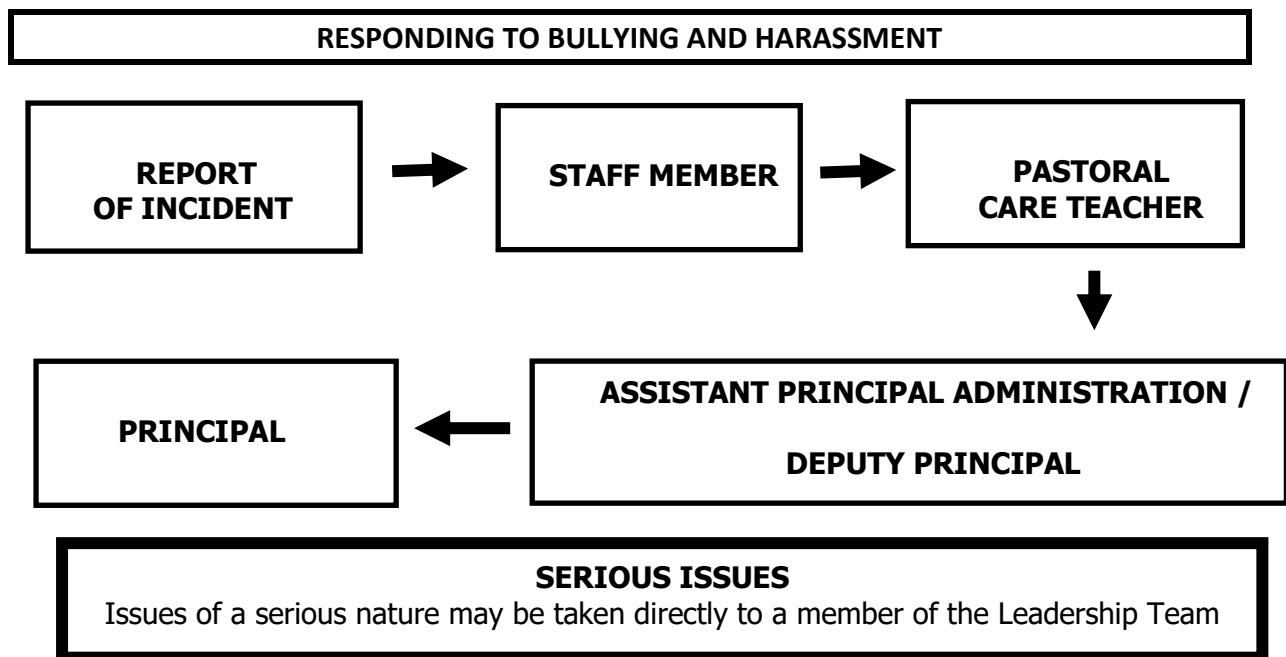 RESPONDING TO BULLYING AND HARASSMENT
REPORT
OF INCIDENT
STAFF MEMBER
PASTORAL
CARE TEACHER
ASSISTANT PRINCIPAL ADMINISTRATION /
DEPUTY PRINCIPAL
PRINCIPAL
SERIOUS ISSUES
Issues of a serious nature may be taken directly to a member of the Leadership Team